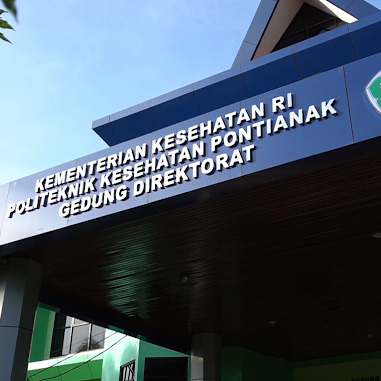 KEMENTERIAN KESEHATAN RI
POLITEKNIK KESEHATAN PONTIANAK
GEDUNG DIREKTORAT